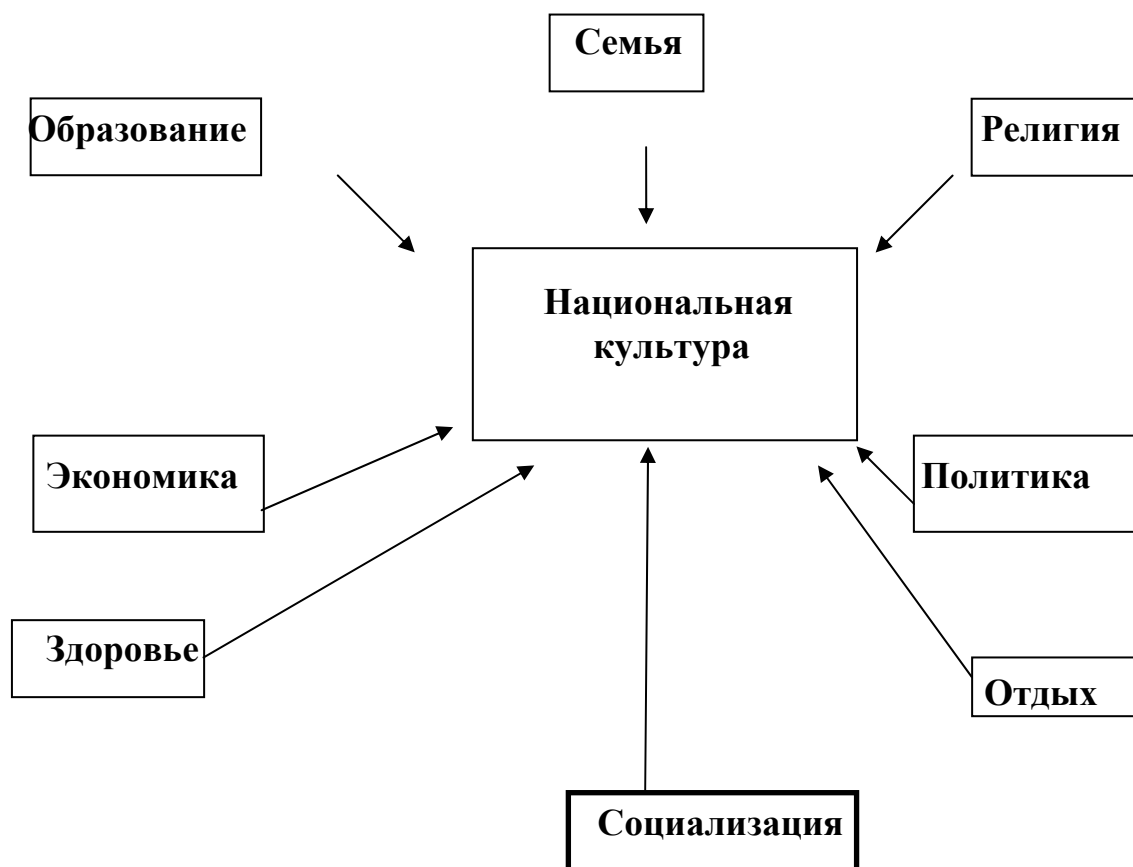 Семья
Образование
Религия
Национальная
культура
Экономика
Политика
Здоровье
Отдых
Социализация